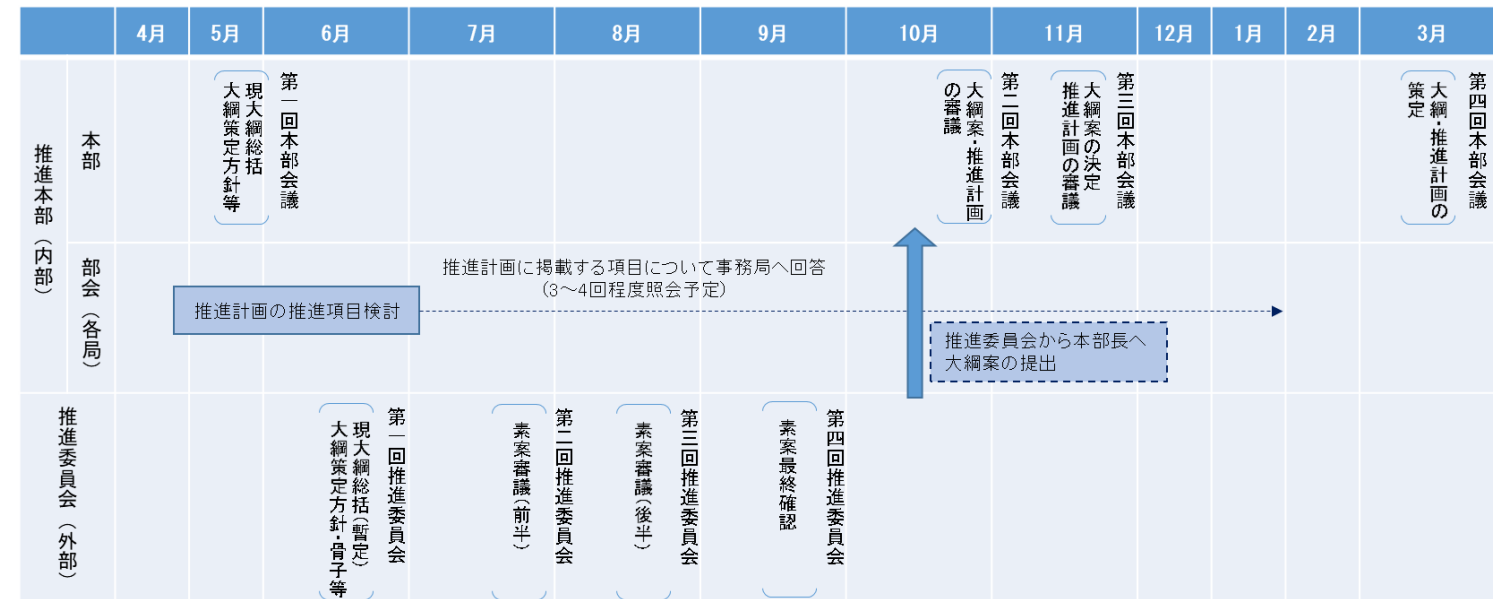 4月
5月
6月
7月
8月
9月
10月
11月
12月
1月
2月
3月
推進本部（内部）
本部
第一回本部会議
現大綱総括
大綱策定方針等
第二回本部会議
大綱案・推進計画
の審議
第三回本部会議
大綱案の決定
推進計画の審議
第四回本部会議
大綱・推進計画の
策定
部会（各局）
推進計画の推進項目検討
推進計画に掲載する項目について事務局へ回答
（3～4回程度照会予定）
推進委員会から本部長へ
大綱案の提出
推進委員会（外部）
第一回推進委員会
現大綱総括（暫定）
大綱策定方針・骨子等
第二回推進委員会
素案審議（前半）
第三回推進委員会
素案審議（後半）
第四回推進委員会
素案最終確認